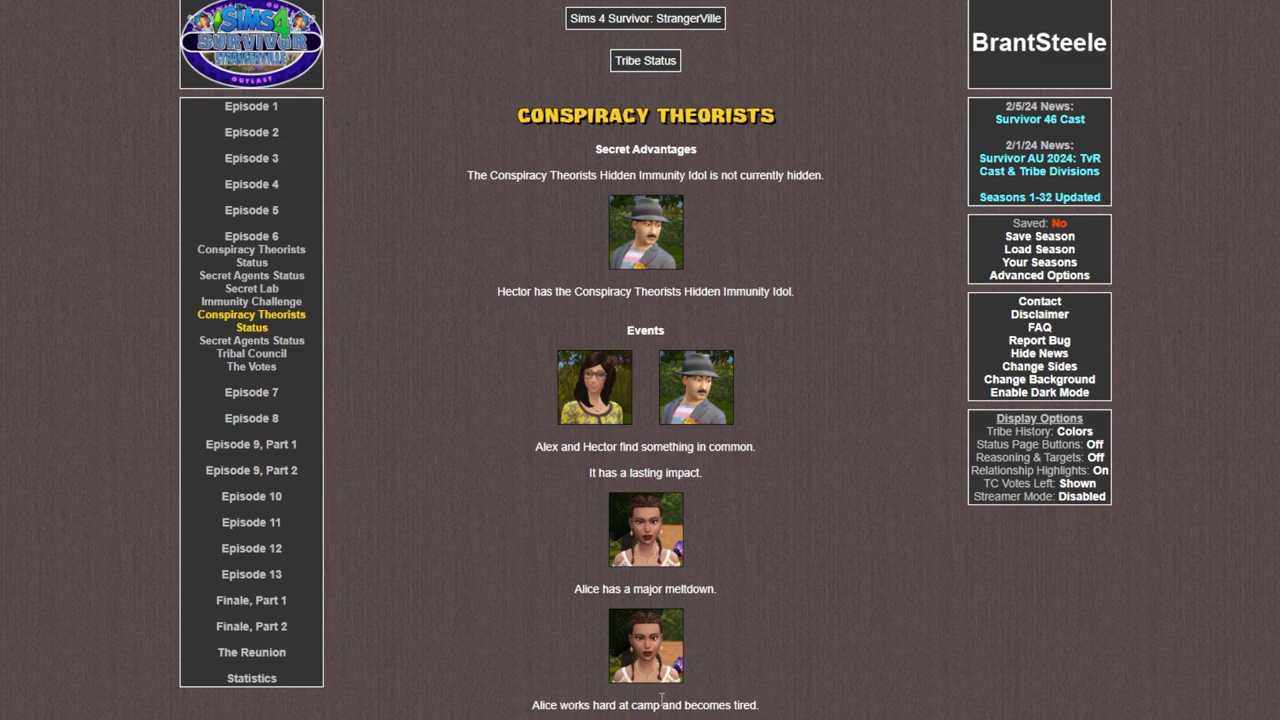 SIMS 4
SURVIVOR
STRANGERVILLE
OUTLAST
Episode 1
Episode 2
Episode 3
Episode 4
Episode 5
Episode 6
Conspiracy Theorists
Status
Secret Agents Status
Secret Lab
Immunity Challenge
Conspiracy Theorists
Status
Secret Agents Status
Tribal Council
The Votes
Episode 7
Episode 8
Episode 9, Part 1
Episode 9, Part 2
Episode 10
Episode 11
Episode 12
Episode 13
Finale, Part 1
Finale, Part 2
The Reunion
Statistics
Sims 4 Survivor: StrangerVille
Tribe Status
CONSPIRACY THEORISTS
Secret Advantages
The Conspiracy Theorists Hidden Immunity Idol is not currently hidden.
Hector has the Conspiracy Theorists Hidden Immunity Idol.
Events
Alex and Hector find something in common.
It has a lasting impact.
Alice has a major meltdown.
Alice works hard at camp and becomes tired.
BrantSteele
2/5/24 News:
Survivor 46 Cast
2/1/24 News:
Survivor AU 2024: TvR
Cast & Tribe Divisions
Seasons 1-32 Updated
Saved: No
Save Season
Load Season
Your Seasons
Advanced Options
Contact
Disclaimer
FAQ
Report Bug
Hide News
Change Sides
Change Background
Enable Dark Mode
Display Options
Tribe History: Colors
Status Page Buttons: Off
Reasoning & Targets: Off
Relationship Highlights: On
TC Votes Left: Shown
Streamer Mode: Disabled